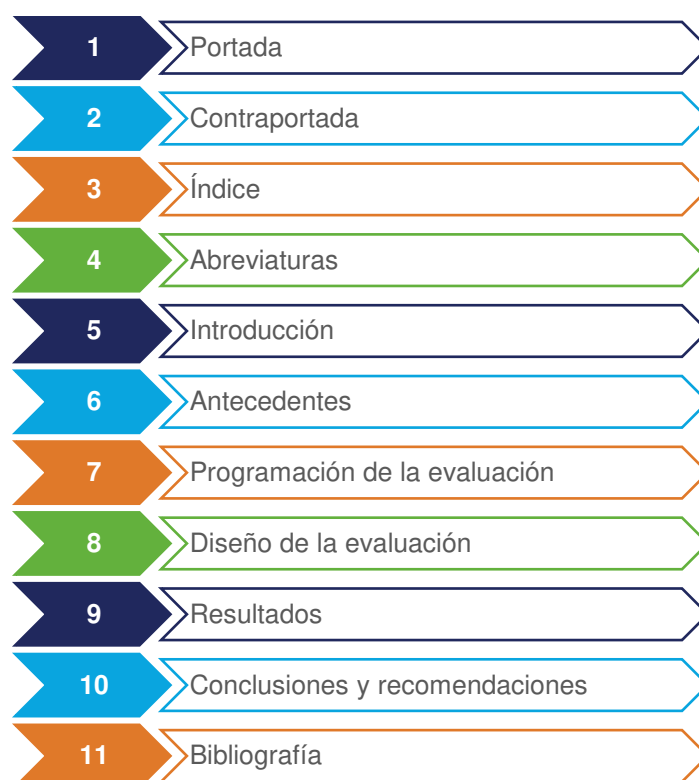 1 Portada
2 Contraportada
3 Índice
4 Abreviaturas
5 Introducción
6 Antecedentes
7 Programación de la evaluación
8 Diseño de la evaluación
9 Resultados
10 Conclusiones y recomendaciones
11 Bibliografía